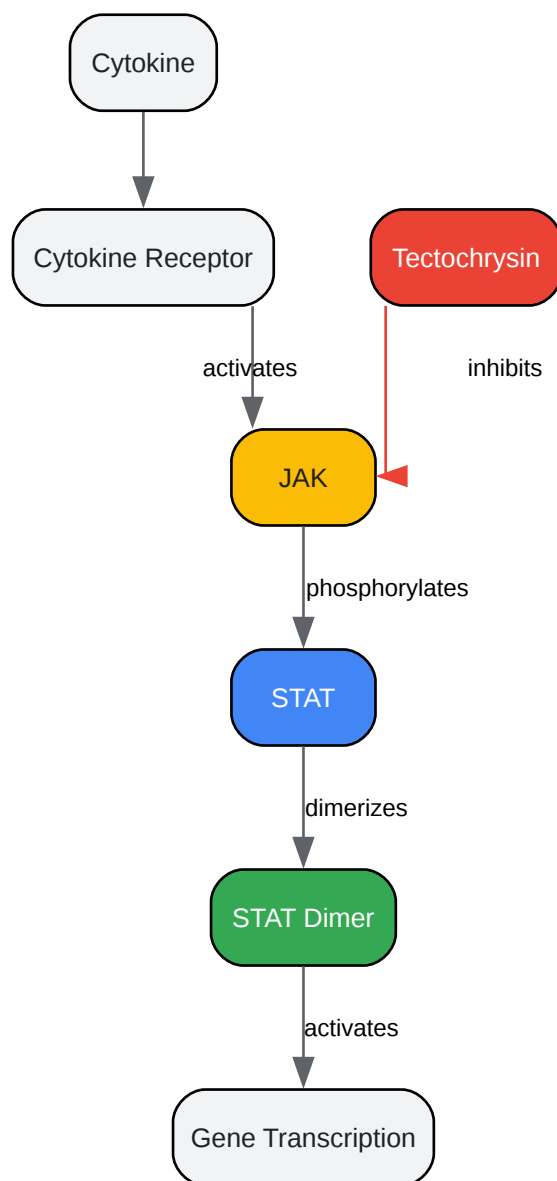 Cytokine
Cytokine Receptor
Tectochrysin
activates
inhibits
JAK
phosphorylates
STAT
dimerizes
STAT Dimer
activates
Gene Transcription